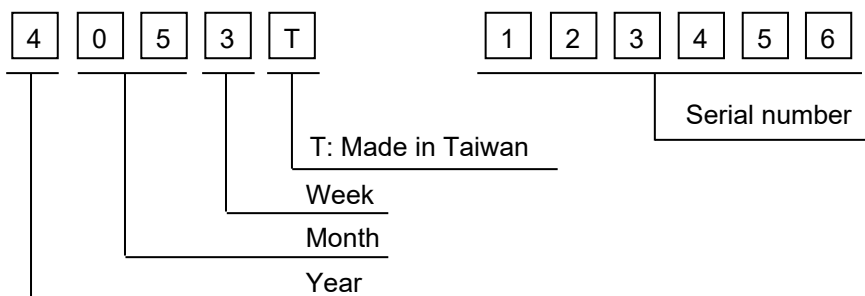 4 0 5 3 T 1 2 3 4 5 6
Serial number
T: Made in Taiwan
Week
Month
Year